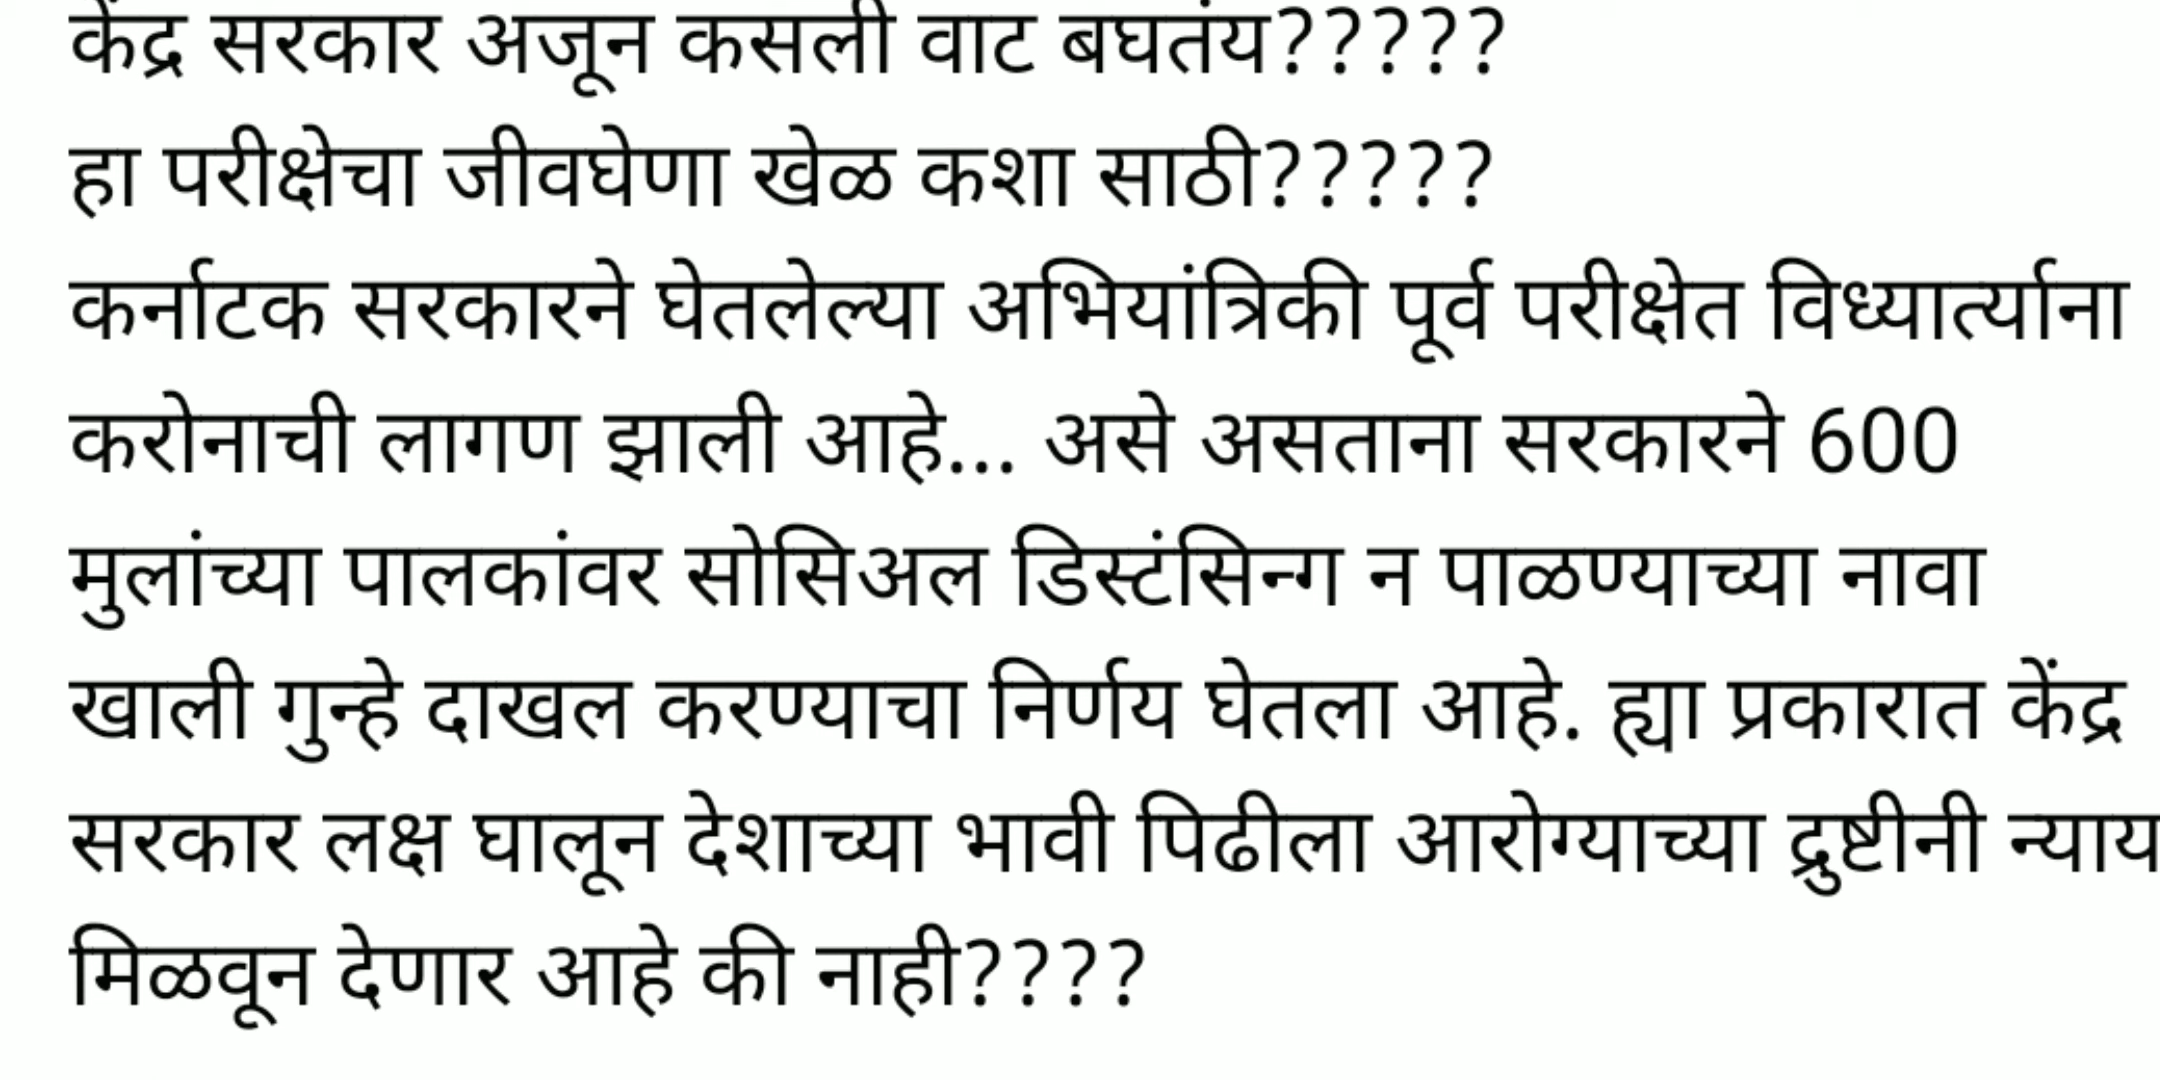 केंद्र सरकार अजून कसली वाट बघतंय?????
हा परीक्षेचा जीवघेणा खेळ कशा साठी?????
कर्नाटक सरकारने घेतलेल्या अभियांत्रिकी पूर्व परीक्षेत विध्यार्त्याना
करोनाची लागण झाली आहे... असे असताना सरकारने 600
मुलांच्या पालकांवर सोसिअल डिस्टंसिन्ग न पाळण्याच्या नावा
खाली गुन्हे दाखल करण्याचा निर्णय घेतला आहे. ह्या प्रकारात केंद्र
सरकार लक्ष घालून देशाच्या भावी पिढीला आरोग्याच्या द्रुष्टीनी न्याय
मिळवून देणार आहे की नाही????